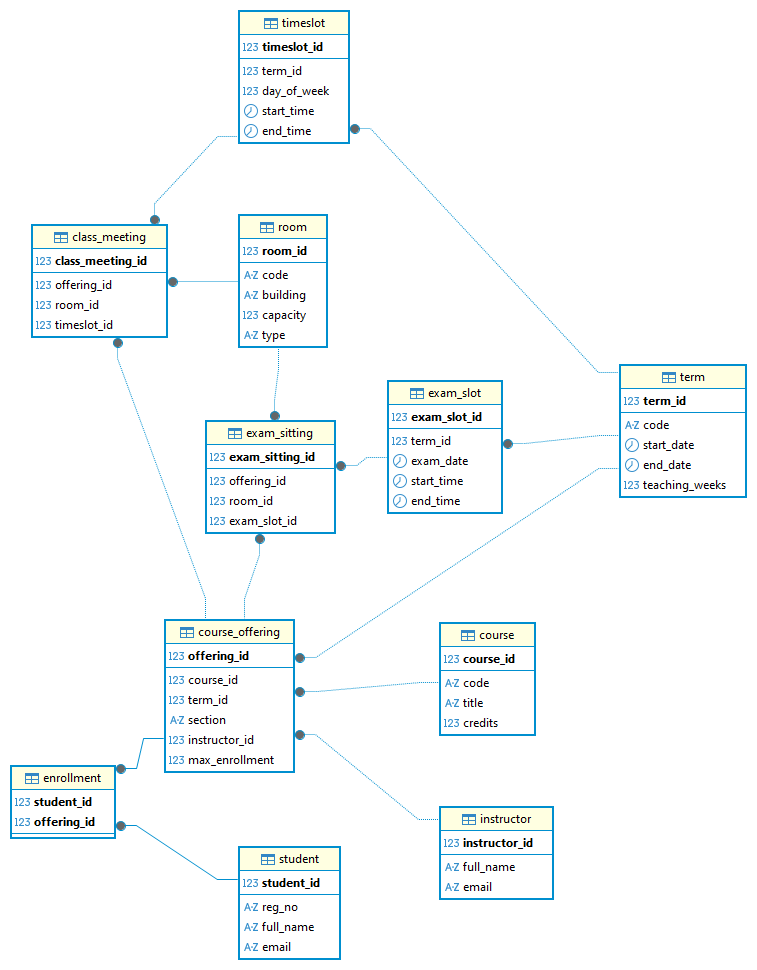 timeslot
123 timeslot_id
123 term_id
123 day_of_week
start_time
end_time
class_meeting
123 class_meeting_id
123 offering_id
123 room_id
123 timeslot_id
room
123 room_id
A-Z code
A-Z building
123 capacity
A-Z type
exam_sitting
123 exam_sitting_id
123 offering_id
123 room_id
123 exam_slot_id
exam_slot
123 exam_slot_id
123 term_id
exam_date
start_time
end_time
term
123 term_id
A-Z code
start_date
end_date
123 teaching_weeks
course_offering
123 offering_id
123 course_id
123 term_id
A-Z section
123 instructor_id
123 max_enrollment
course
123 course_id
A-Z code
A-Z title
123 credits
enrollment
123 student_id
123 offering_id
instructor
123 instructor_id
A-Z full_name
A-Z email
student
123 student_id
A-Z reg_no
A-Z full_name
A-Z email